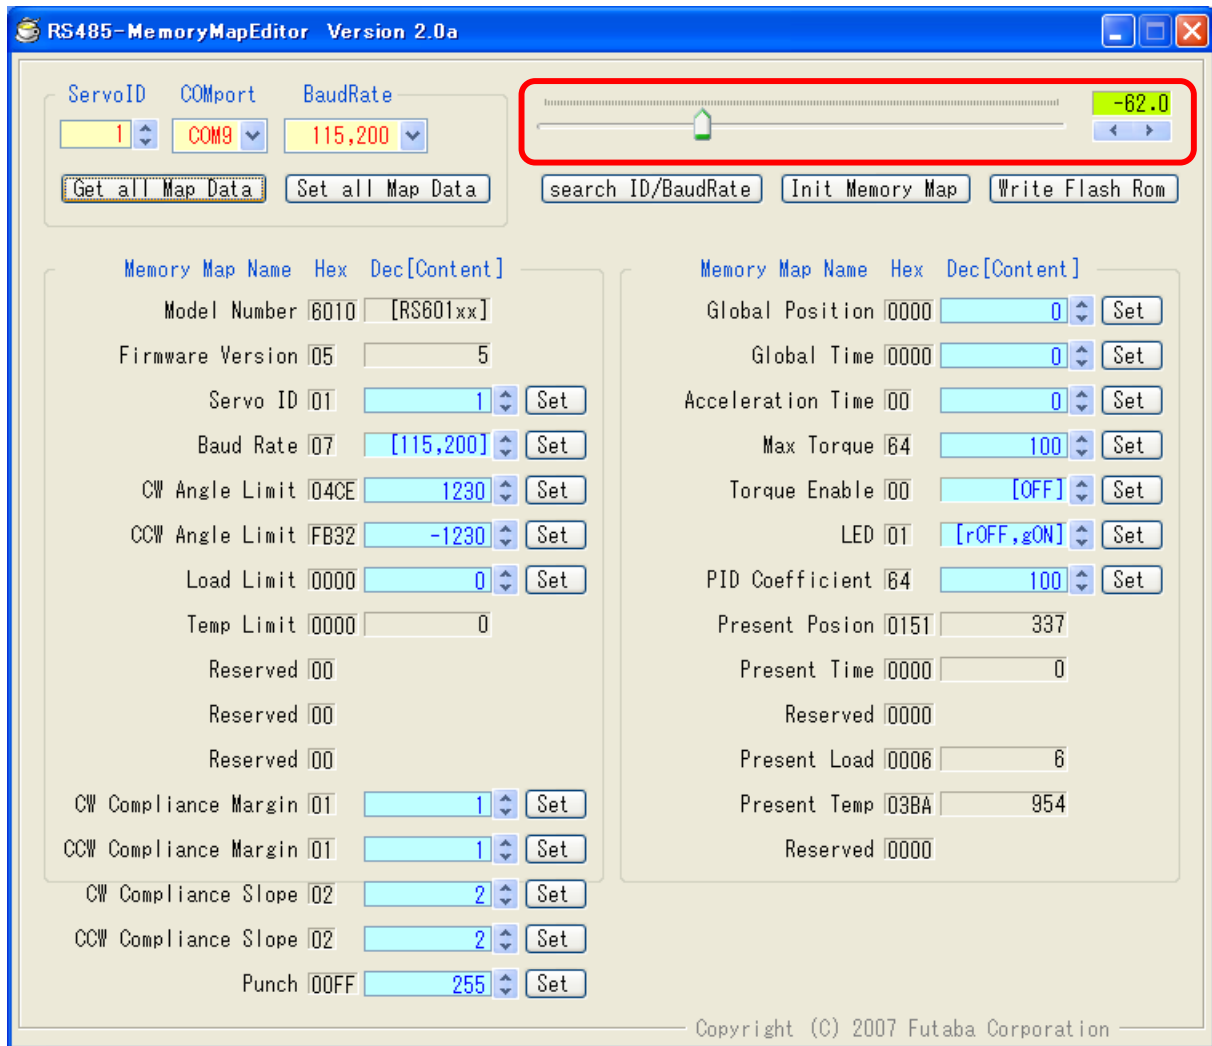 RS485-MemoryMapEditor Version 2.0a
ServoID COMport BaudRate
1 COM9 115,200
-62.0
Get all Map Data Set all Map Data search ID/BaudRate Init Memory Map Write Flash Rom
Memory Map Name Hex Dec[Content]
Model Number 6010 [RS601xx]
Firmware Version 05 5
Servo ID 01 1 Set
Baud Rate 07 [115,200] Set
CW Angle Limit 04CE 1230 Set
CCW Angle Limit FB32 -1230 Set
Load Limit 0000 0 Set
Temp Limit 0000 0
Reserved 00
Reserved 00
Reserved 00
CW Compliance Margin 01 1 Set
CCW Compliance Margin 01 1 Set
CW Compliance Slope 02 2 Set
CCW Compliance Slope 02 2 Set
Punch 00FF 255 Set
Memory Map Name Hex Dec[Content]
Global Position 0000 0 Set
Global Time 0000 0 Set
Acceleration Time 00 0 Set
Max Torque 64 100 Set
Torque Enable 00 [OFF] Set
LED 01 [rOFF,gON] Set
PID Coefficient 64 100 Set
Present Posion 0151 337
Present Time 0000 0
Reserved 0000
Present Load 0006 6
Present Temp 03BA 954
Reserved 0000
Copyright (C) 2007 Futaba Corporation